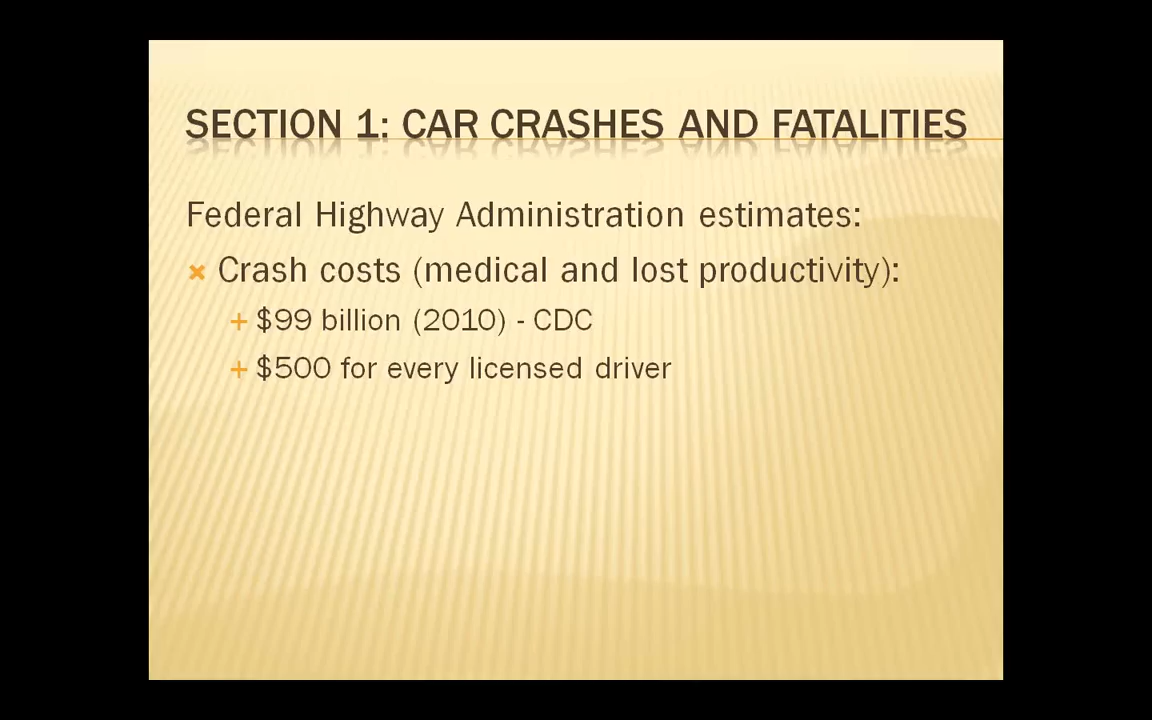 SECTION 1: CAR CRASHES AND FATALITIES
Federal Highway Administration estimates:
Crash costs (medical and lost productivity):
$99 billion (2010) - CDC
$500 for every licensed driver